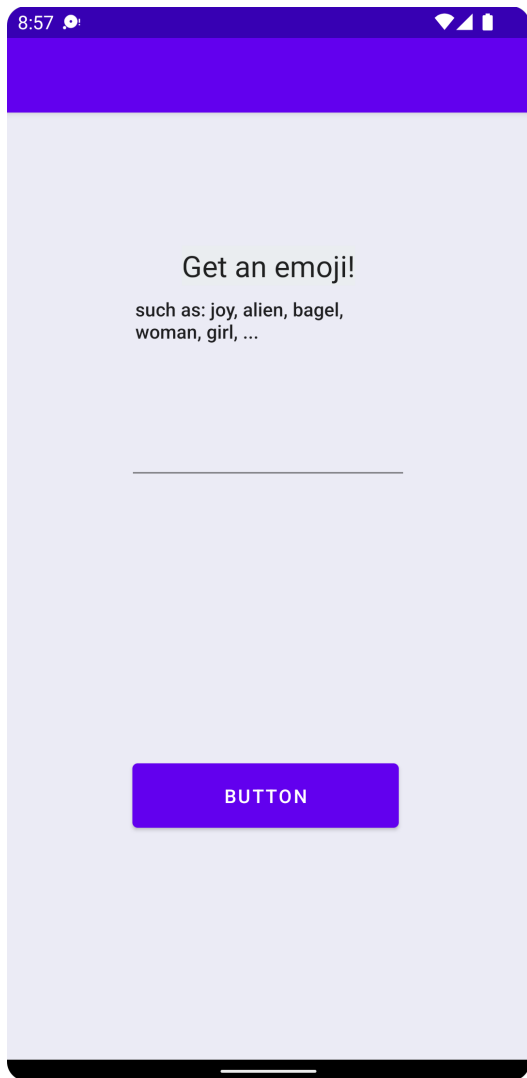 8:57
Get an emoji!
such as: joy, alien, bagel,
woman, girl, ...
BUTTON